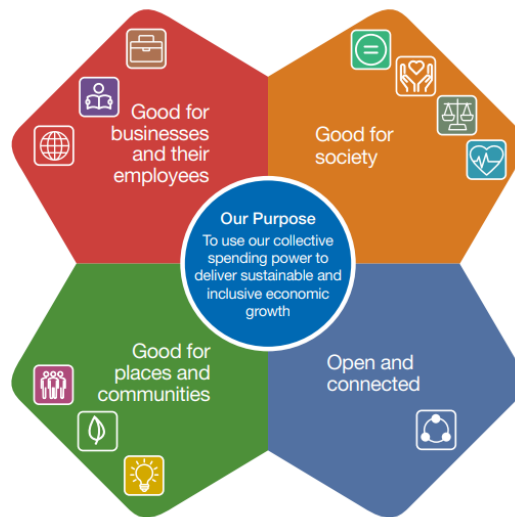 Good for
businesses
and their
employees
Good for
society
Our Purpose
To use our collective
spending power to
deliver sustainable and
inclusive economic
growth
Good for
places and
communities
Open and
connected